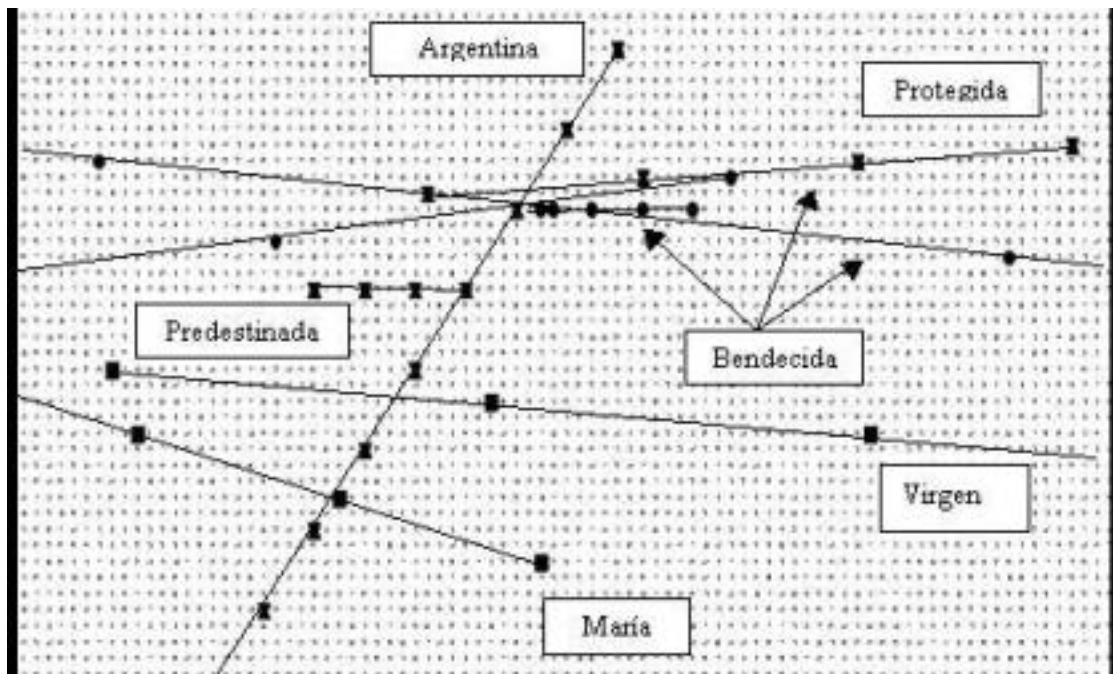 Argentina
Protegida
Predestinada
Bendecida
Virgen
María